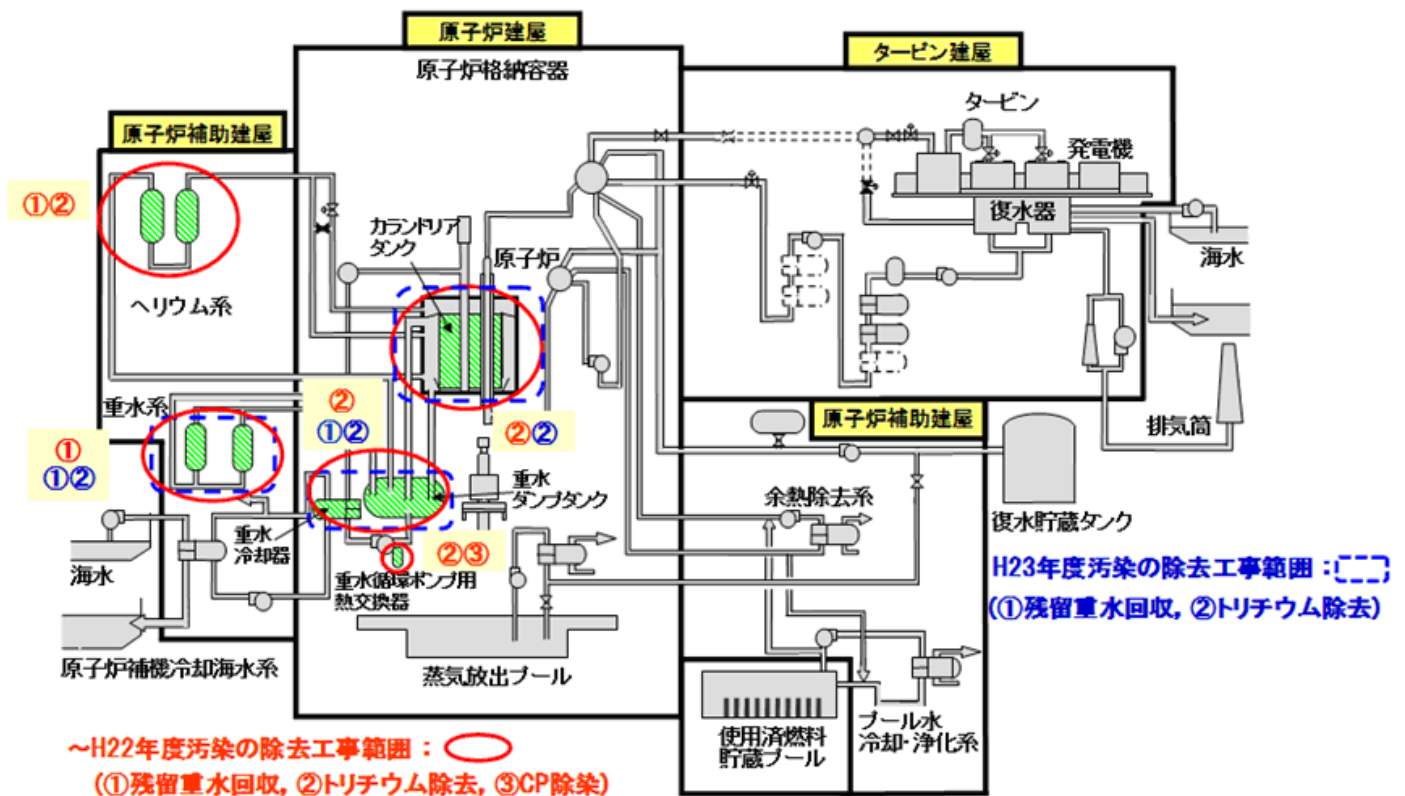 原子炉建屋
原子炉格納容器
タービン建屋
タービン
発電機
復水器
海水
排気筒
原子炉補助建屋
①②
ヘリウム系
カランドリア
タンク
原子炉
重水系
①
①②
②
①②
②②
重水
ダンプタンク
重水
冷却器
②③
重水循環ポンプ用
熱交換器
海水
原子炉補機冷却海水系
蒸気放出プール
原子炉補助建屋
余熱除去系
復水貯蔵タンク
使用済燃料
貯蔵プール
プール水
冷却・浄化系
H23年度汚染の除去工事範囲：
(①残留重水回収, ②トリチウム除去)
～H22年度汚染の除去工事範囲：
(①残留重水回収, ②トリチウム除去, ③CP除染)